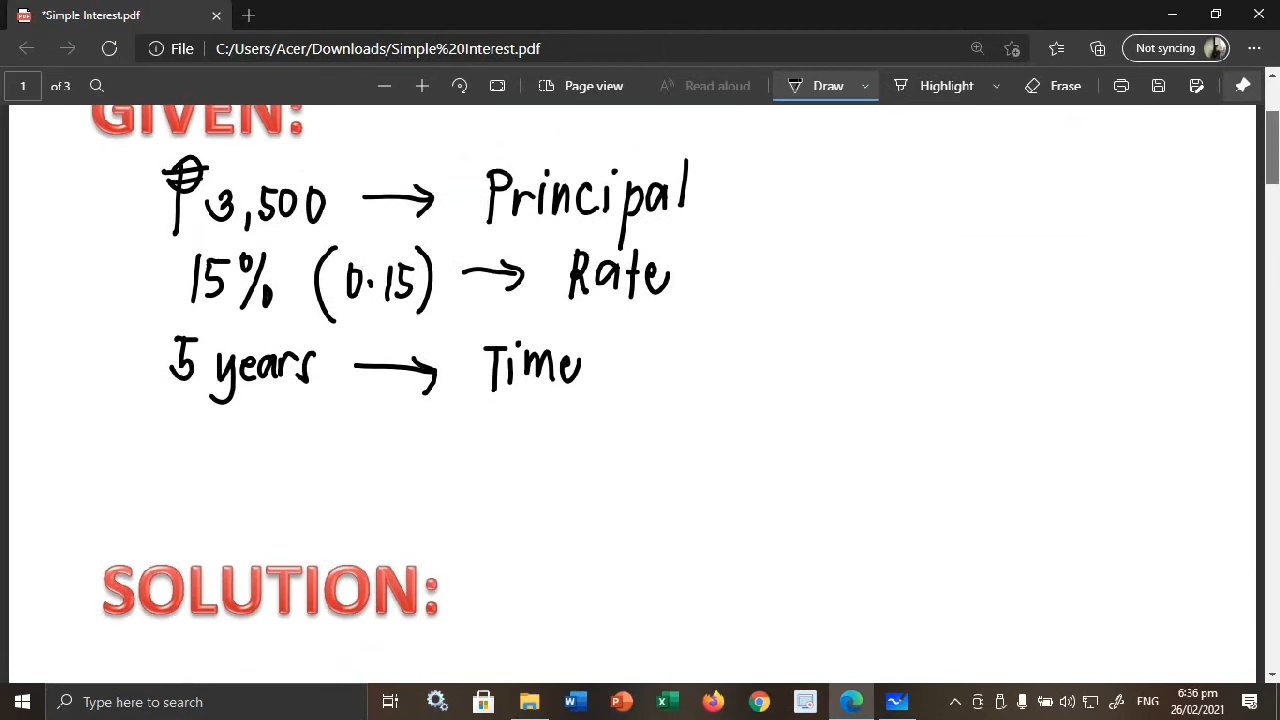 *Simple Interest.pdf
File C:/Users/Acer/Downloads/Simple%20Interest.pdf Not syncing
1 of 3 Page view Read aloud Draw Highlight Erase
GIVEN:
₱3,500 → Principal
15% (0.15) → Rate
5 years → Time
SOLUTION:
Type here to search ENG 6:36 pm
26/02/2021